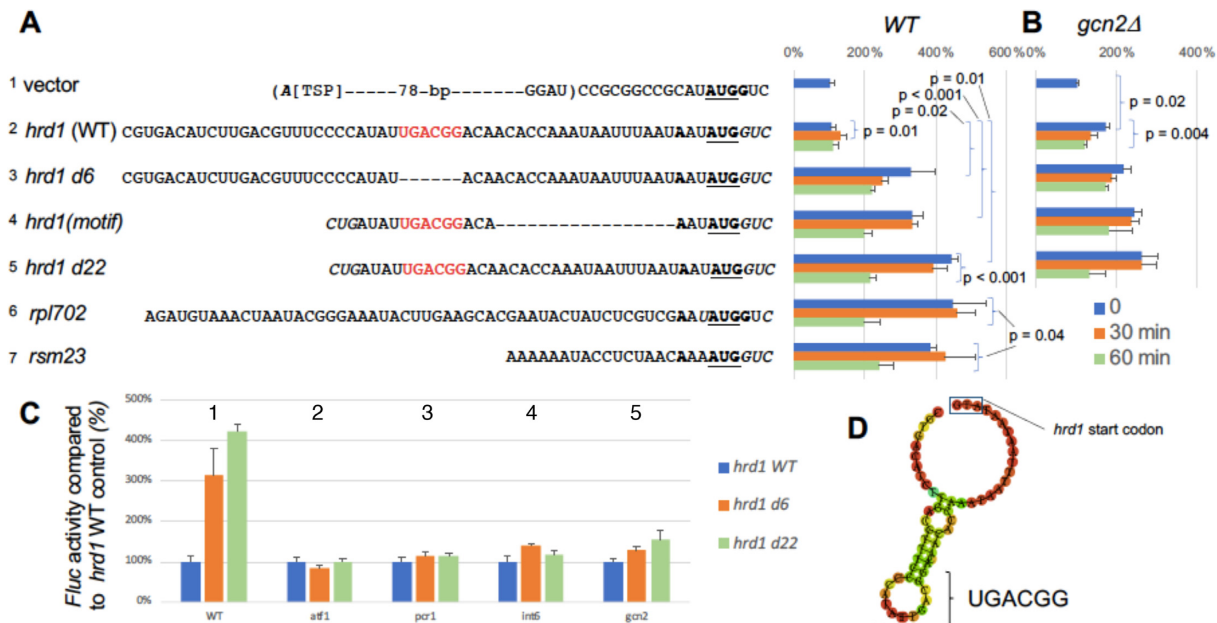 A WT B gcn2Δ
0% 200% 400% 600% 0% 200% 400%
1 vector (A[TSP]-----78-bp-------GGAU)CCGCGGCCGCAUAUGGUC
2 hrd1 (WT) CGUGACAUCUUGACGUUUCCCCAUAUUGACGGACAACACCAAAUAAUUUAAUAAUAUGGUC
3 hrd1 d6 CGUGACAUCUUGACGUUUCCCCAUAU------ACAACACCAAAUAAUUUAAUAAUAUGGUC
4 hrd1(motif) CUGAUAUUGACGGACA-----------------AAUAUGGUC
5 hrd1 d22 CUGAUAUUGACGGACAACACCAAAUAAUUUAAUAAUAUGGUC
6 rpl702 AGAUGUAAACUAAUACGGGAAAUACUUGAAGCACGAAUACUAUCUCGUCGAAUAUGGUC
7 rsm23 AAAAAAUACCUCUAACAAAAUGGUC
p = 0.01
p < 0.001
p = 0.02
p = 0.01
p < 0.001
p = 0.04
p = 0.02
p = 0.004
0
30 min
60 min
C
Fluc activity compared
to hrd1 WT control (%)
500%
400%
300%
200%
100%
0%
1 2 3 4 5
WT atf1 pcr1 int6 gcn2
hrd1 WT
hrd1 d6
hrd1 d22
D
hrd1 start codon
UGACGG